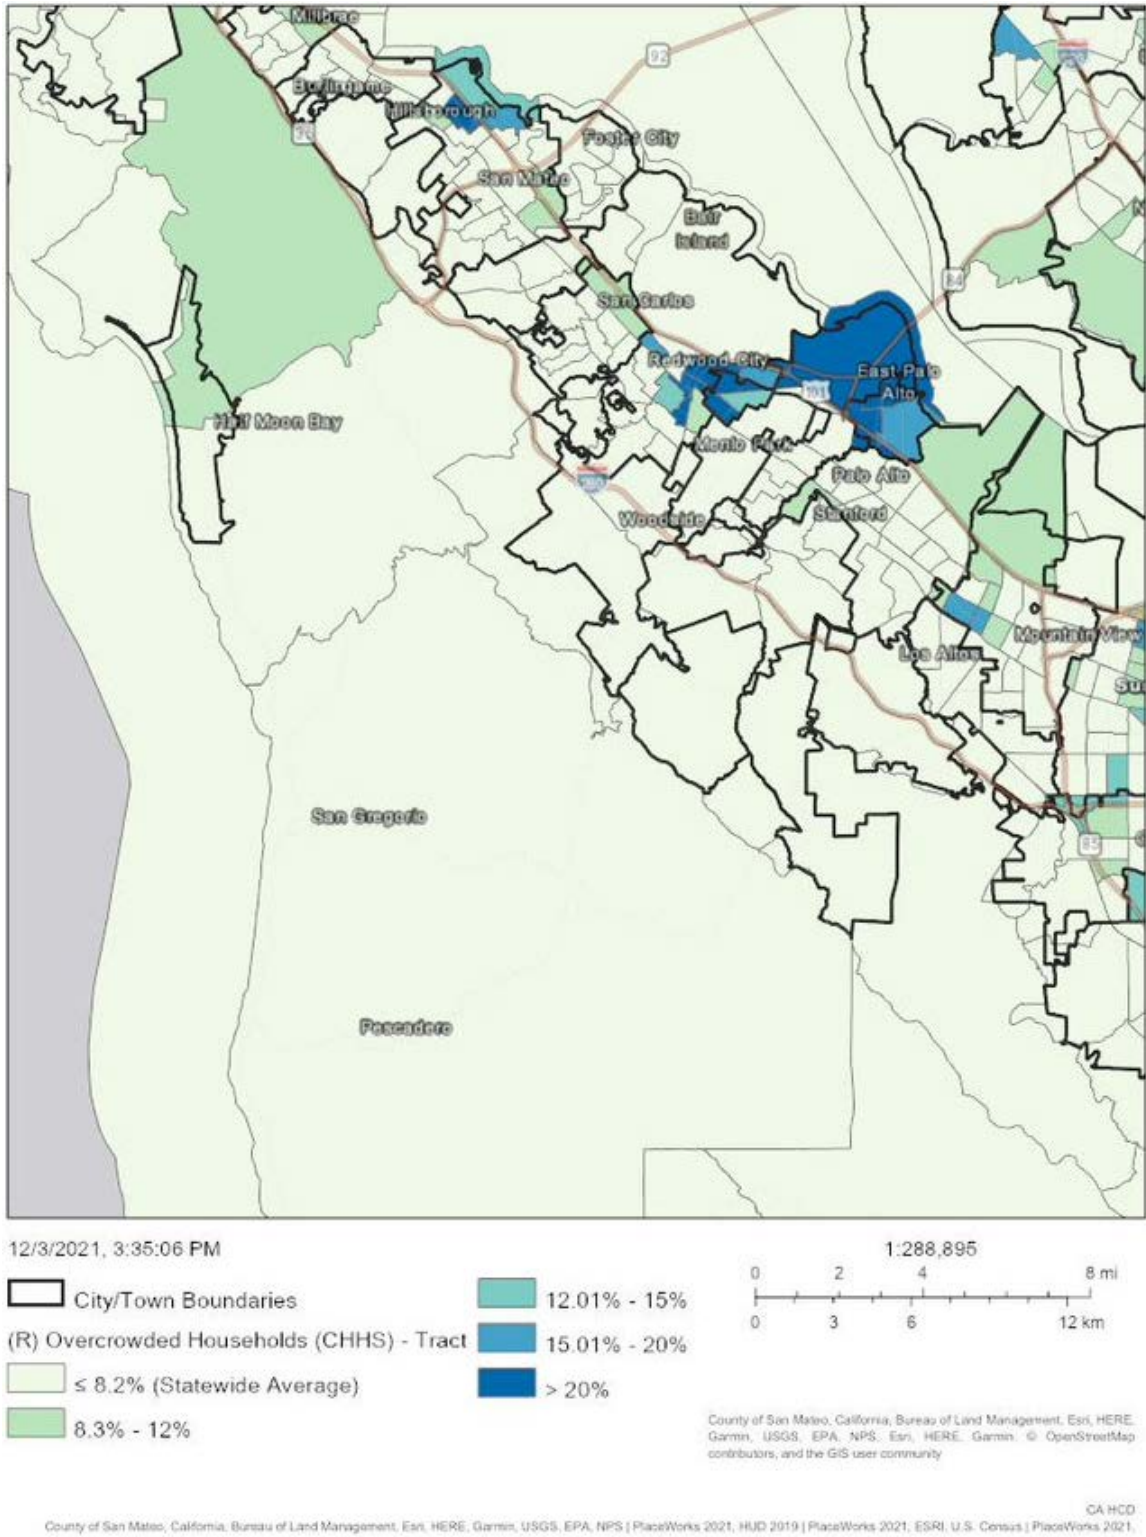 Millbrae
92
Burlingame
Hillsborough
Foster City
San Mateo
Bair
Island
84
San Carlos
Redwood City
East Palo
Alto
101
Half Moon Bay
Menlo Park
Palo Alto
280
Woodside
Stanford
Mountain View
Los Altos
Su
San Gregorio
85
Pescadero
12/3/2021, 3:35:06 PM
1:288,895
0 2 4 8 mi
0 3 6 12 km
City/Town Boundaries
(R) Overcrowded Households (CHHS) - Tract
≤ 8.2% (Statewide Average)
8.3% - 12%
12.01% - 15%
15.01% - 20%
> 20%
County of San Mateo, California, Bureau of Land Management, Esri, HERE,
Garmin, USGS, EPA, NPS, Esri, HERE, Garmin, © OpenStreetMap
contributors, and the GIS user community
CA HCD
County of San Mateo, California, Bureau of Land Management, Esri, HERE, Garmin, USGS, EPA, NPS | PlaceWorks 2021, HUD 2019 | PlaceWorks 2021, ESRI, U.S. Census | PlaceWorks 2021